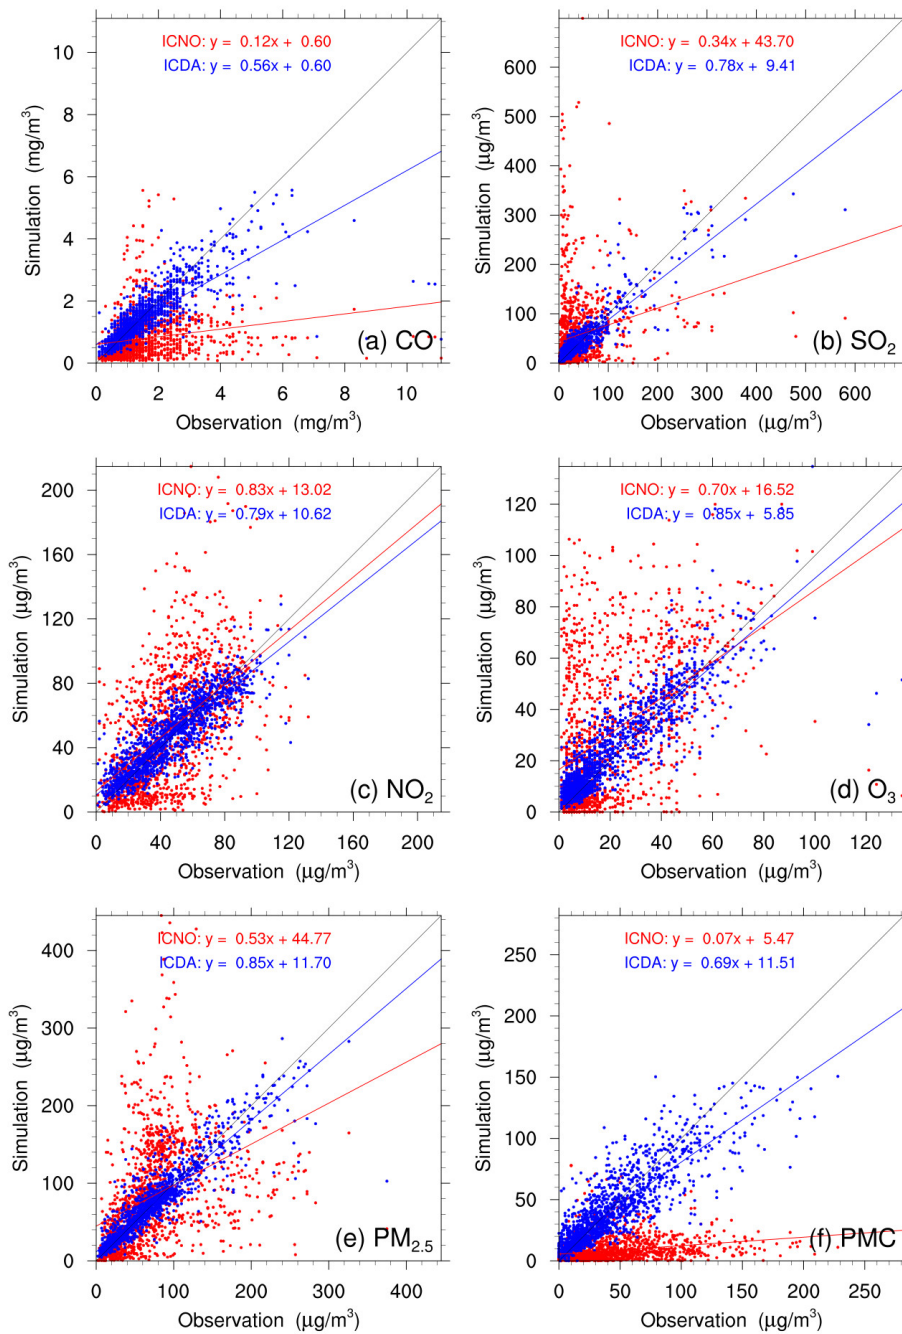 ICNO: y = 0.12x + 0.60
ICDA: y = 0.56x + 0.60
10
8
6
4
2
0
Simulation (mg/m³)
(a) CO
0 2 4 6 8 10
Observation (mg/m³)
ICNO: y = 0.34x + 43.70
ICDA: y = 0.78x + 9.41
600
500
400
300
200
100
0
Simulation (μg/m³)
(b) SO₂
0 100 200 300 400 500 600
Observation (μg/m³)
ICNO: y = 0.83x + 13.02
ICDA: y = 0.79x + 10.62
200
160
120
80
40
0
Simulation (μg/m³)
(c) NO₂
0 40 80 120 160 200
Observation (μg/m³)
ICNO: y = 0.70x + 16.52
ICDA: y = 0.85x + 5.85
120
100
80
60
40
20
0
Simulation (μg/m³)
(d) O₃
0 20 40 60 80 100 120
Observation (μg/m³)
ICNO: y = 0.53x + 44.77
ICDA: y = 0.85x + 11.70
400
300
200
100
0
Simulation (μg/m³)
(e) PM₂.₅
0 100 200 300 400
Observation (μg/m³)
ICNO: y = 0.07x + 5.47
ICDA: y = 0.69x + 11.51
250
200
150
100
50
0
Simulation (μg/m³)
(f) PMC
0 50 100 150 200 250
Observation (μg/m³)